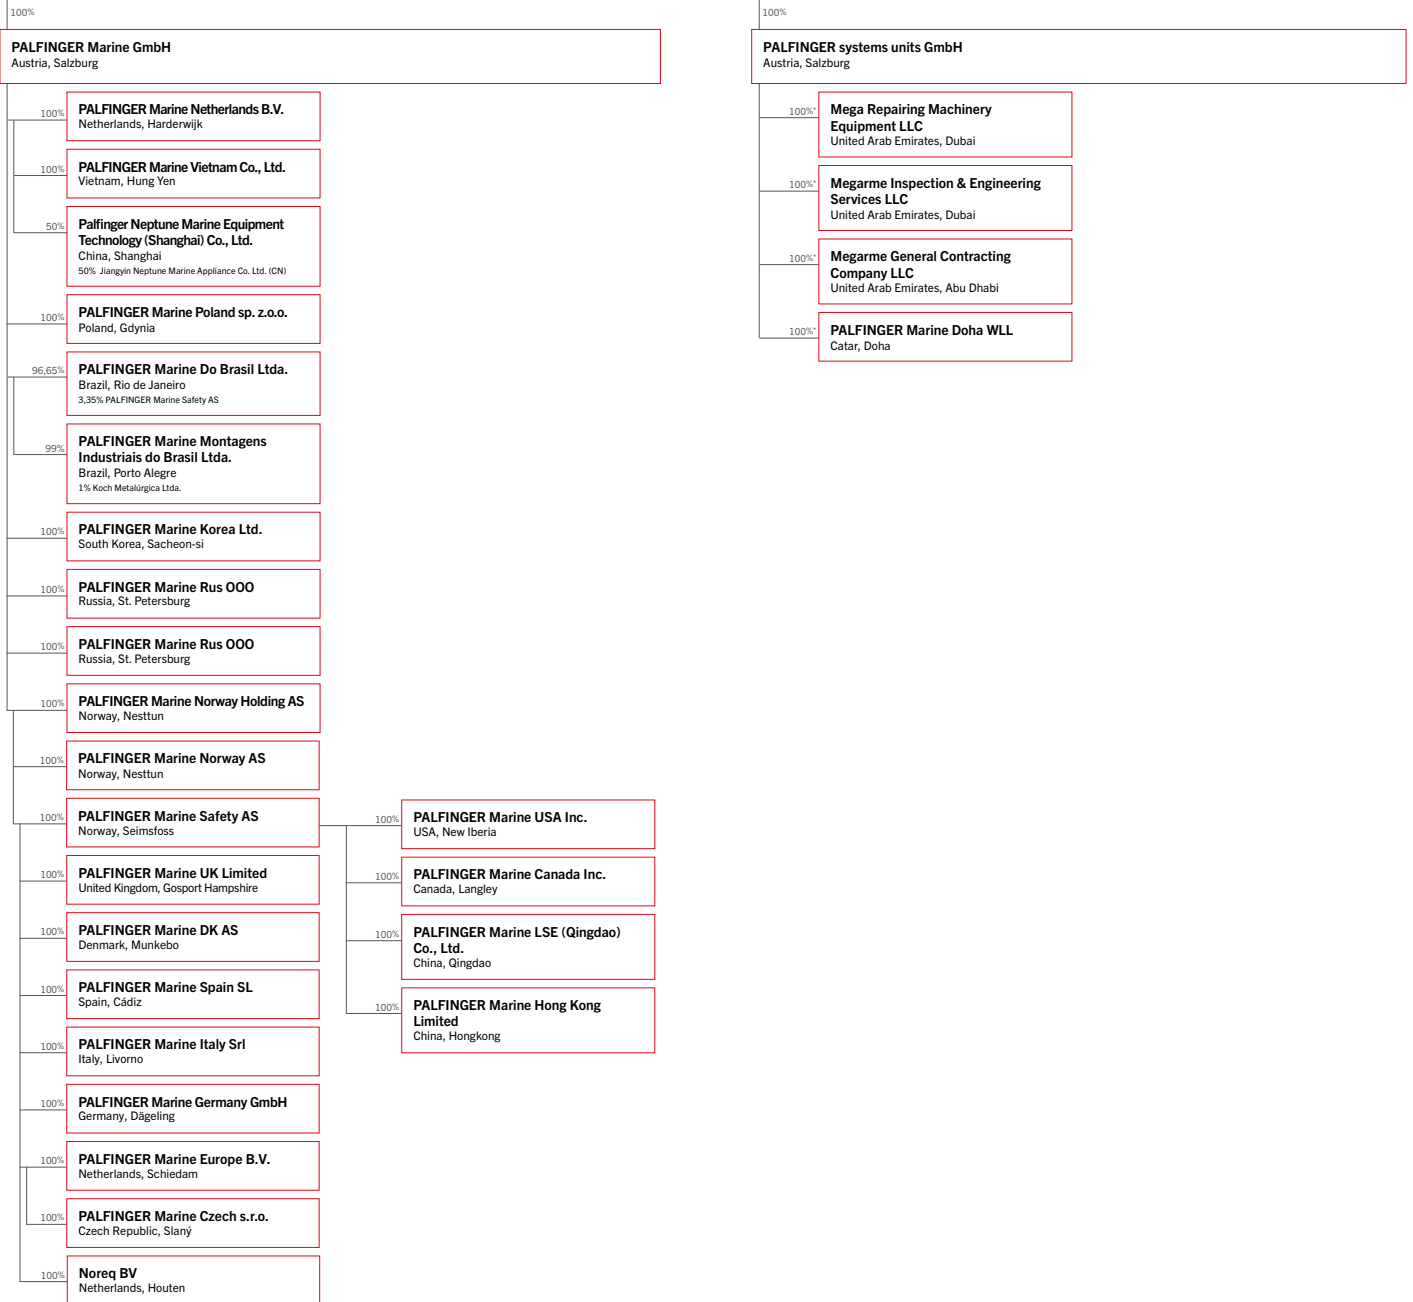 100%
PALFINGER Marine GmbH
Austria, Salzburg
100%
PALFINGER Marine Netherlands B.V.
Netherlands, Harderwijk
100%
PALFINGER Marine Vietnam Co., Ltd.
Vietnam, Hung Yen
50%
Palfinger Neptune Marine Equipment
Technology (Shanghai) Co., Ltd.
China, Shanghai
50% Jiangyin Neptune Marine Appliance Co. Ltd. (CN)
100%
PALFINGER Marine Poland sp. z.o.o.
Poland, Gdynia
96,65%
PALFINGER Marine Do Brasil Ltda.
Brazil, Rio de Janeiro
3,35% PALFINGER Marine Safety AS
99%
PALFINGER Marine Montagens
Industriais do Brasil Ltda.
Brazil, Porto Alegre
1% Koch Metalúrgica Ltda.
100%
PALFINGER Marine Korea Ltd.
South Korea, Sacheon-si
100%
PALFINGER Marine Rus OOO
Russia, St. Petersburg
100%
PALFINGER Marine Rus OOO
Russia, St. Petersburg
100%
PALFINGER Marine Norway Holding AS
Norway, Nesttun
100%
PALFINGER Marine Norway AS
Norway, Nesttun
100%
PALFINGER Marine Safety AS
Norway, Seimsfoss
100%
PALFINGER Marine UK Limited
United Kingdom, Gosport Hampshire
100%
PALFINGER Marine DK AS
Denmark, Munkebo
100%
PALFINGER Marine Spain SL
Spain, Cádiz
100%
PALFINGER Marine Italy Srl
Italy, Livorno
100%
PALFINGER Marine Germany GmbH
Germany, Dägeling
100%
PALFINGER Marine Europe B.V.
Netherlands, Schiedam
100%
PALFINGER Marine Czech s.r.o.
Czech Republic, Slaný
100%
Noreq BV
Netherlands, Houten
100%
PALFINGER Marine USA Inc.
USA, New Iberia
100%
PALFINGER Marine Canada Inc.
Canada, Langley
100%
PALFINGER Marine LSE (Qingdao)
Co., Ltd.
China, Qingdao
100%
PALFINGER Marine Hong Kong
Limited
China, Hongkong
100%
PALFINGER systems units GmbH
Austria, Salzburg
100%*
Mega Repairing Machinery
Equipment LLC
United Arab Emirates, Dubai
100%*
Megarme Inspection & Engineering
Services LLC
United Arab Emirates, Dubai
100%*
Megarme General Contracting
Company LLC
United Arab Emirates, Abu Dhabi
100%*
PALFINGER Marine Doha WLL
Catar, Doha